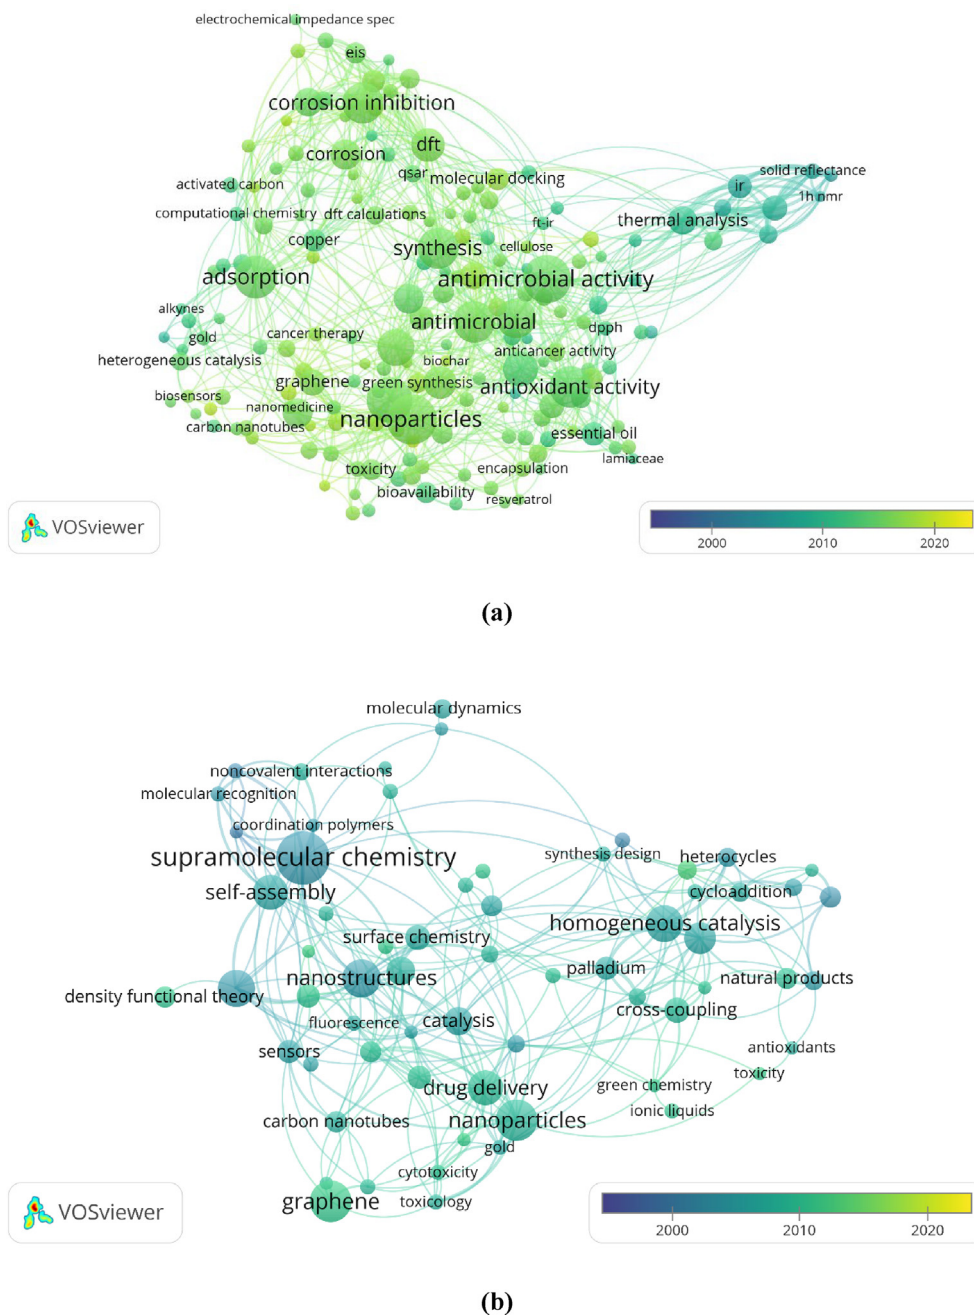 electrochemical impedance spec
eis
corrosion inhibition
dft
corrosion
solid reflectance
qsar
molecular docking
ir
activated carbon
1h nmr
computational chemistry
dft calculations
ft-ir
thermal analysis
copper
synthesis
cellulose
adsorption
antimicrobial activity
alkynes
gold
cancer therapy
antimicrobial
dpph
heterogeneous catalysis
biochar
anticancer activity
graphene
green synthesis
antioxidant activity
biosensors
nanomedicine
carbon nanotubes
nanoparticles
essential oil
toxicity
encapsulation
lamiaceae
bioavailability
resveratrol
VOSviewer
2000
2010
2020
(a)
molecular dynamics
noncovalent interactions
molecular recognition
coordination polymers
supramolecular chemistry
synthesis design
heterocycles
self-assembly
cycloaddition
homogeneous catalysis
surface chemistry
nanostructures
palladium
natural products
density functional theory
cross-coupling
fluorescence
catalysis
sensors
antioxidants
toxicity
drug delivery
green chemistry
carbon nanotubes
nanoparticles
ionic liquids
gold
cytotoxicity
graphene
toxicology
VOSviewer
2000
2010
2020
(b)